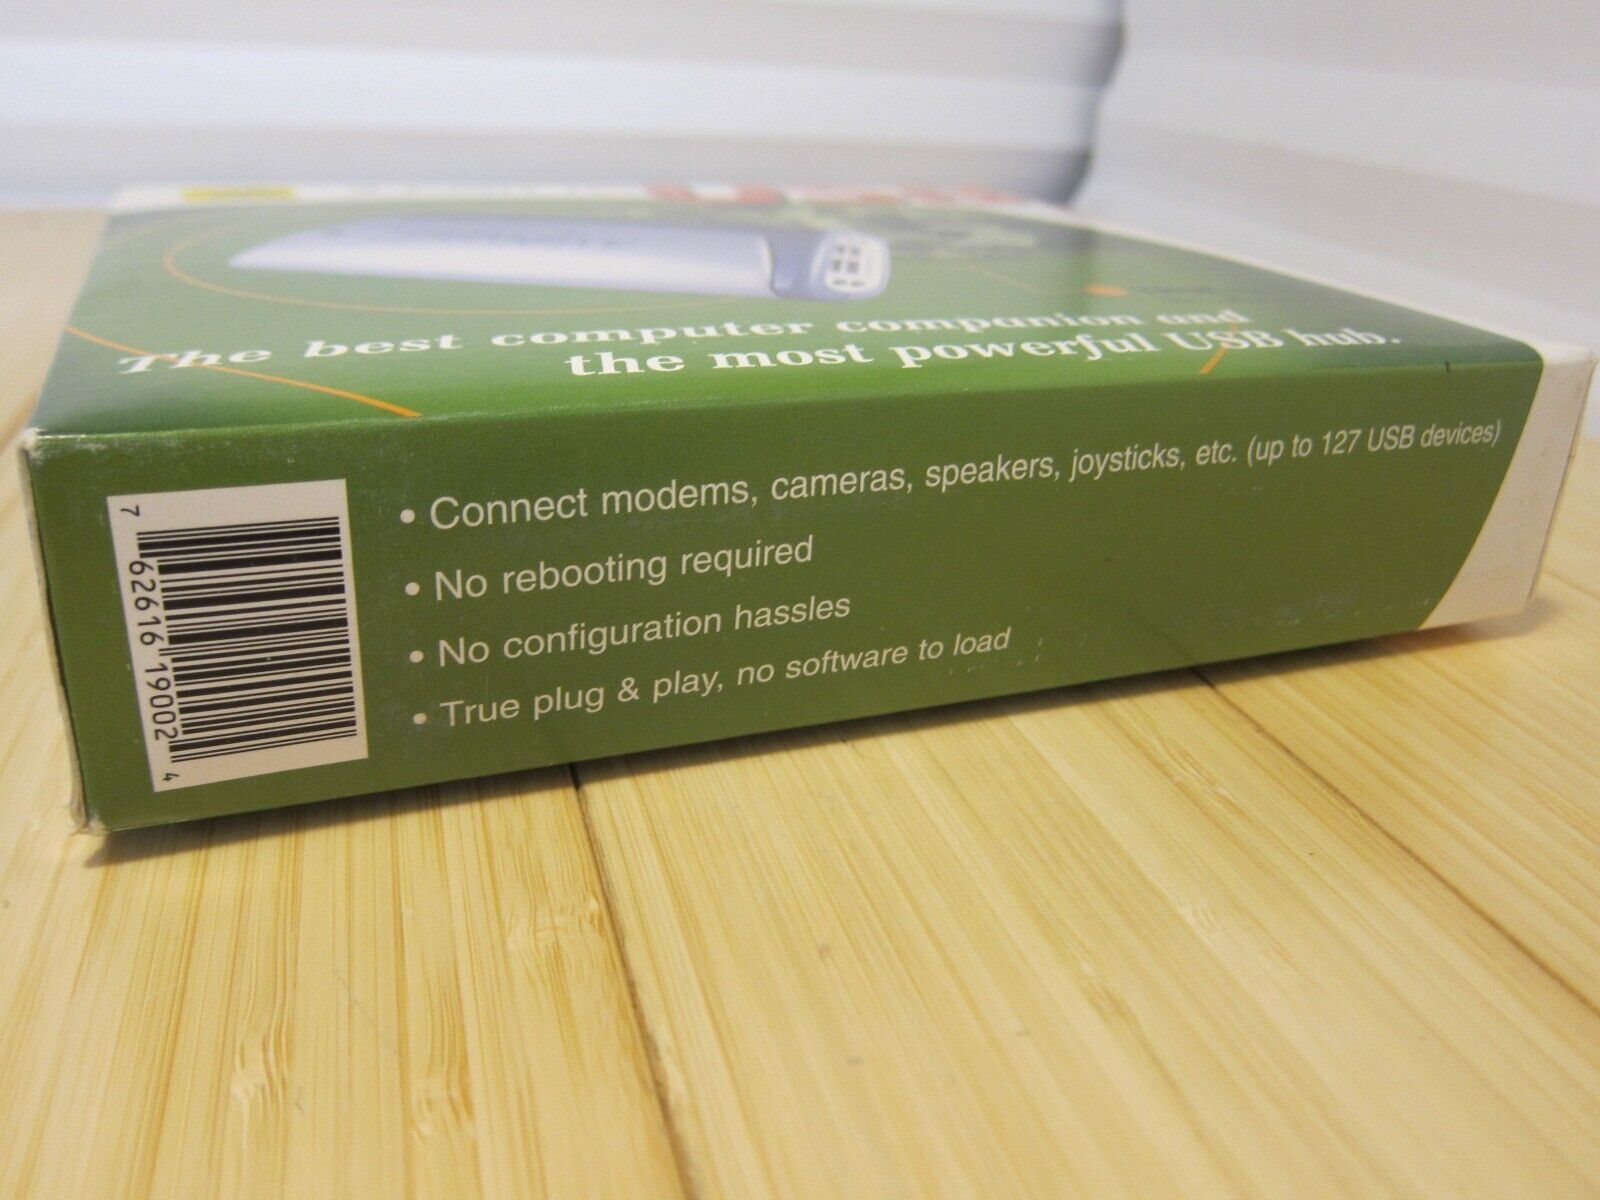 The best computer companion and
the most powerful USB hub.
• Connect modems, cameras, speakers, joysticks, etc. (up to 127 USB devices)
• No rebooting required
• No configuration hassles
• True plug & play, no software to load
7 62616 19002 4